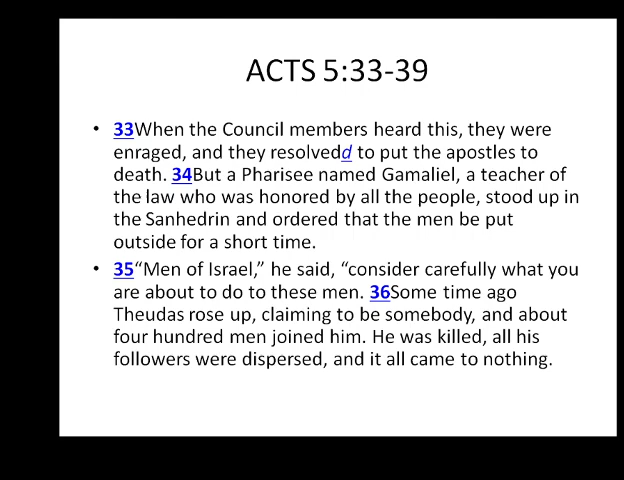 ACTS 5:33-39
• 33When the Council members heard this, they were
enraged, and they resolvedd to put the apostles to
death. 34But a Pharisee named Gamaliel, a teacher of
the law who was honored by all the people, stood up in
the Sanhedrin and ordered that the men be put
outside for a short time.
• 35“Men of Israel,” he said, “consider carefully what you
are about to do to these men. 36Some time ago
Theudas rose up, claiming to be somebody, and about
four hundred men joined him. He was killed, all his
followers were dispersed, and it all came to nothing.